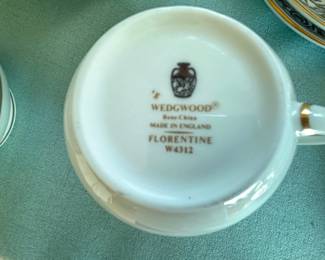 WEDGWOOD®
Bone China
MADE IN ENGLAND
FLORENTINE
W4312